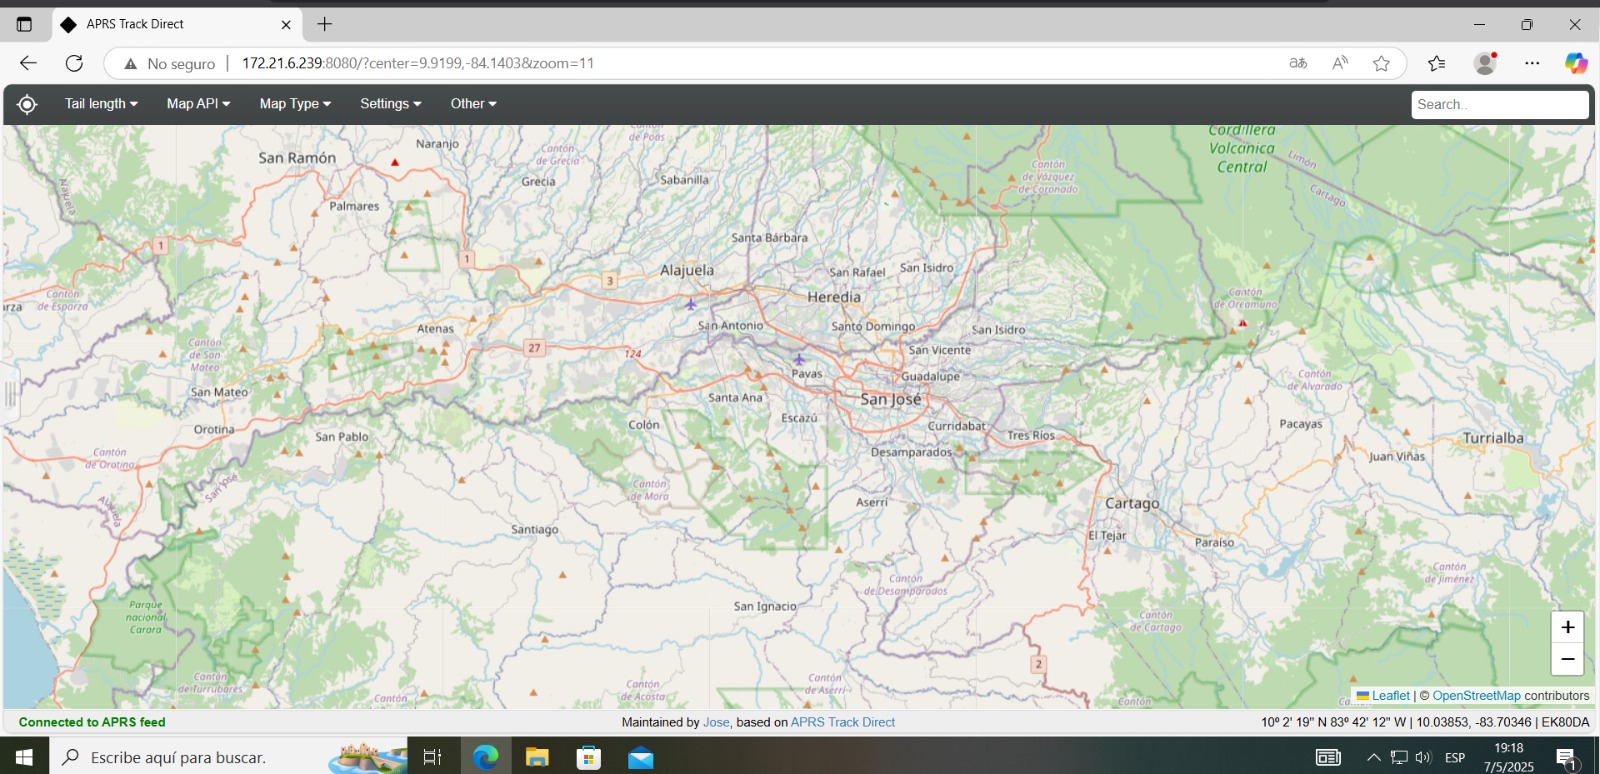 APRS Track Direct
No seguro
172.21.6.239:8080/?center=9.9199,-84.1403&zoom=11
Tail length
Map API
Map Type
Settings
Other
Search..
Cantón de Poás
Naranjo
San Ramón
Cantón de Grecia
Grecia
Sabanilla
Palmares
Cordillera
Volcánica
Central
Limón
Cartago
Cantón
de Vázquez
de Coronado
Alajuela
1
1
Santa Bárbara
3
Alajuela
San Rafael
San Isidro
Heredia
Cantón
de Esparza
Cantón
de Oreamuno
Atenas
San Antonio
Santo Domingo
San Isidro
27
124
San Vicente
Cantón
de San
Mateo
Pavas
Guadalupe
Cantón
de Alvarado
San Mateo
Santa Ana
San José
Escazú
Orotina
San Pablo
Colón
Curridabat
Tres Ríos
Pacayas
Turrialba
Desamparados
Juan Viñas
Cantón
de Orotina
San José
Alajuela
Cantón
de Mora
Aserrí
Cartago
Santiago
El Tejar
Paraíso
Cantón
de Jiménez
Cantón
de Desamparados
Parque
nacional
Carara
San Ignacio
Cantón
de Cartago
2
Cantón
de Turrubares
Cantón
Cantón
de Acosta
Cantón
de Aserrí
Cantón
+
−
Leaflet | © OpenStreetMap contributors
Connected to APRS feed
Maintained by Jose, based on APRS Track Direct
10º 2' 19" N 83º 42' 12" W | 10.03853, -83.70346 | EK80DA
Escribe aquí para buscar.
ESP
19:18
7/5/2025
1